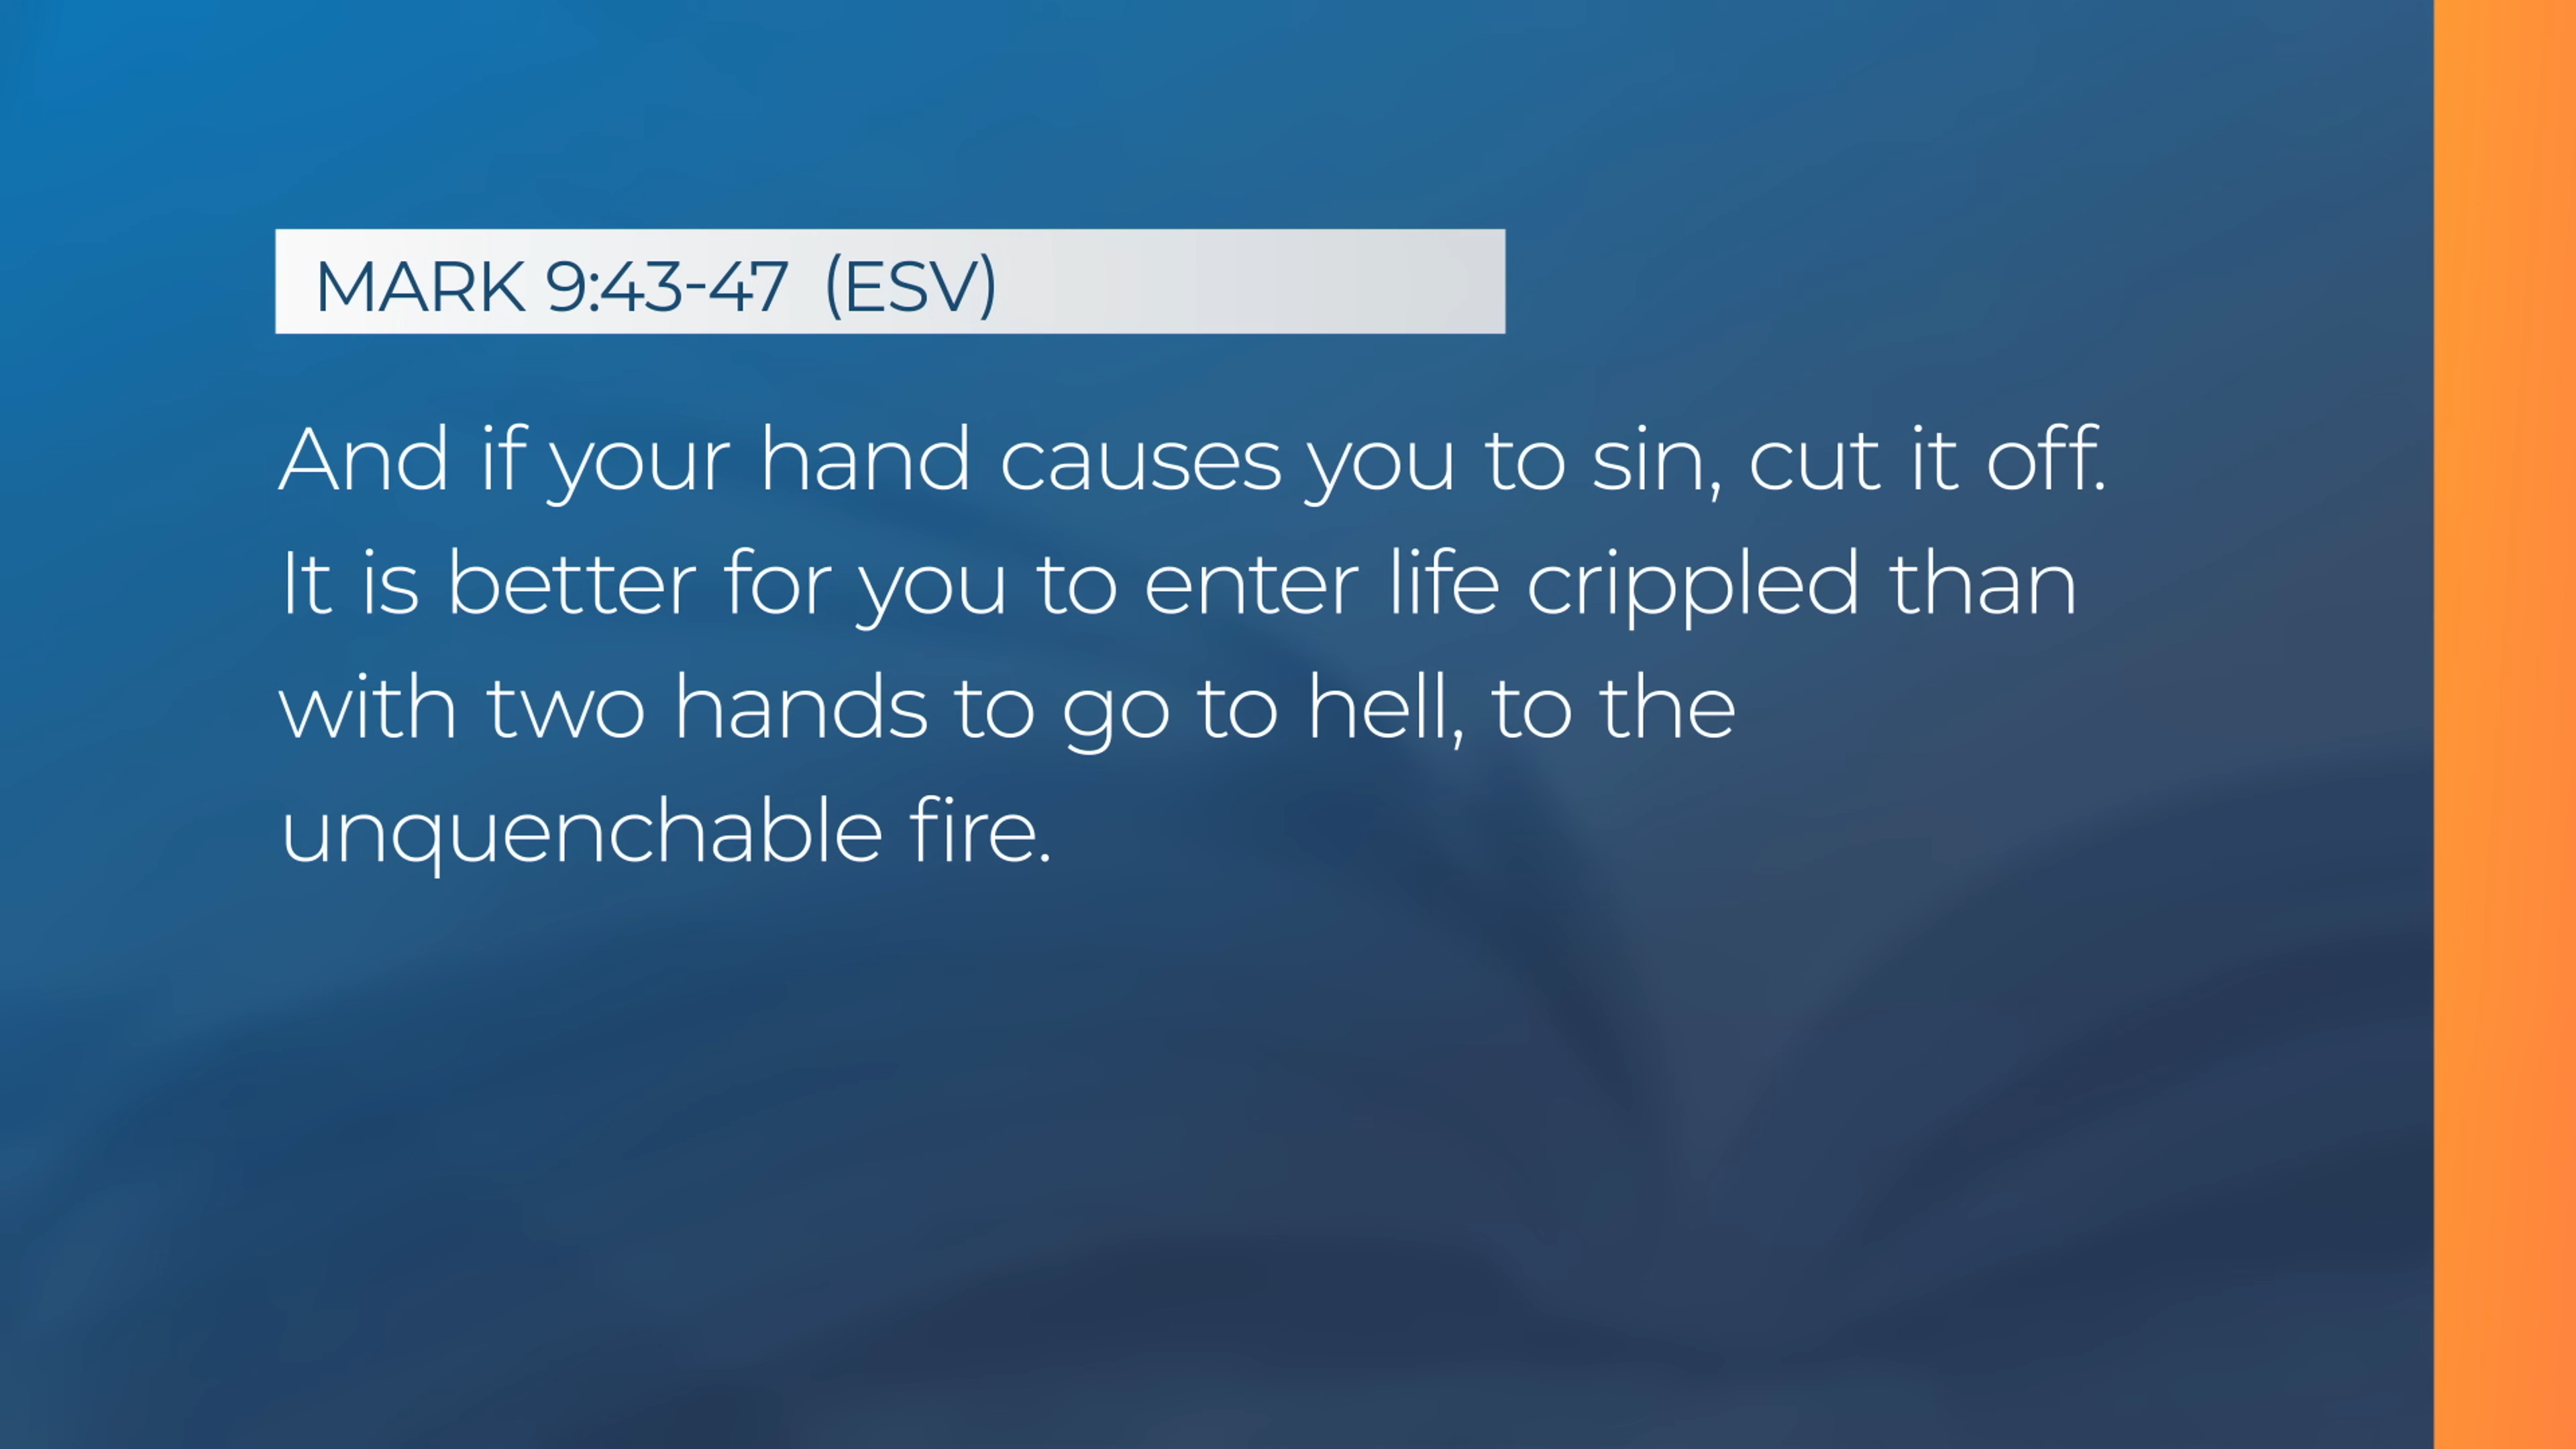 MARK 9:43-47 (ESV)
And if your hand causes you to sin, cut it off.
It is better for you to enter life crippled than
with two hands to go to hell, to the
unquenchable fire.